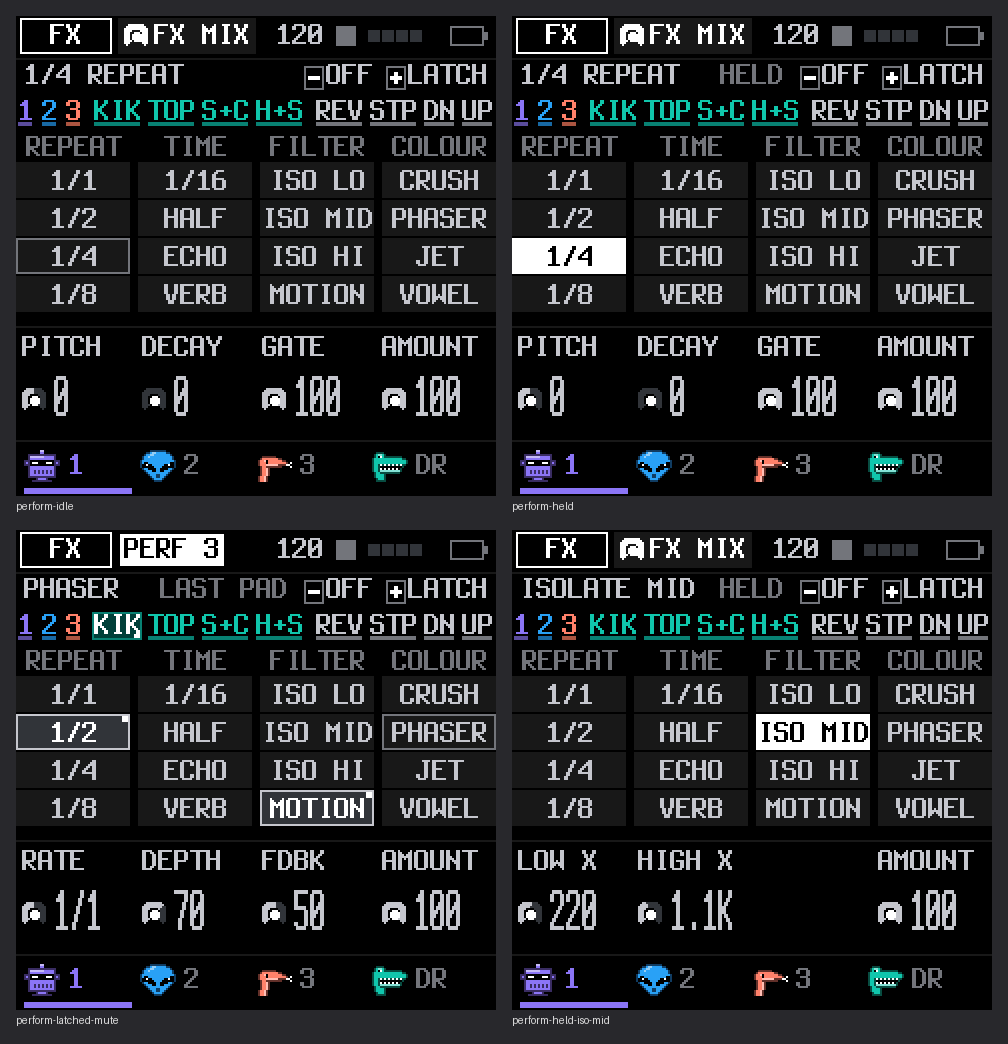 FX FX MIX 120
1/4 REPEAT -OFF +LATCH
1 2 3 KIK TOP S+C H+S REV STP DN UP
REPEAT TIME FILTER COLOUR
1/1 1/16 ISO LO CRUSH
1/2 HALF ISO MID PHASER
1/4 ECHO ISO HI JET
1/8 VERB MOTION VOWEL
PITCH DECAY GATE AMOUNT
0 0 100 100
1 2 3 DR
perform-idle
FX FX MIX 120
1/4 REPEAT HELD -OFF +LATCH
1 2 3 KIK TOP S+C H+S REV STP DN UP
REPEAT TIME FILTER COLOUR
1/1 1/16 ISO LO CRUSH
1/2 HALF ISO MID PHASER
1/4 ECHO ISO HI JET
1/8 VERB MOTION VOWEL
PITCH DECAY GATE AMOUNT
0 0 100 100
1 2 3 DR
perform-held
FX PERF 3 120
PHASER LAST PAD -OFF +LATCH
1 2 3 KIK TOP S+C H+S REV STP DN UP
REPEAT TIME FILTER COLOUR
1/1 1/16 ISO LO CRUSH
1/2 HALF ISO MID PHASER
1/4 ECHO ISO HI JET
1/8 VERB MOTION VOWEL
RATE DEPTH FDBK AMOUNT
1/1 70 50 100
1 2 3 DR
perform-latched-mute
FX FX MIX 120
ISOLATE MID HELD -OFF +LATCH
1 2 3 KIK TOP S+C H+S REV STP DN UP
REPEAT TIME FILTER COLOUR
1/1 1/16 ISO LO CRUSH
1/2 HALF ISO MID PHASER
1/4 ECHO ISO HI JET
1/8 VERB MOTION VOWEL
LOW X HIGH X AMOUNT
220 1.1K 100
1 2 3 DR
perform-held-iso-mid